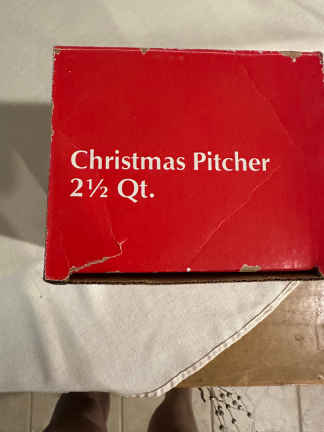 Christmas Pitcher
2½ Qt.